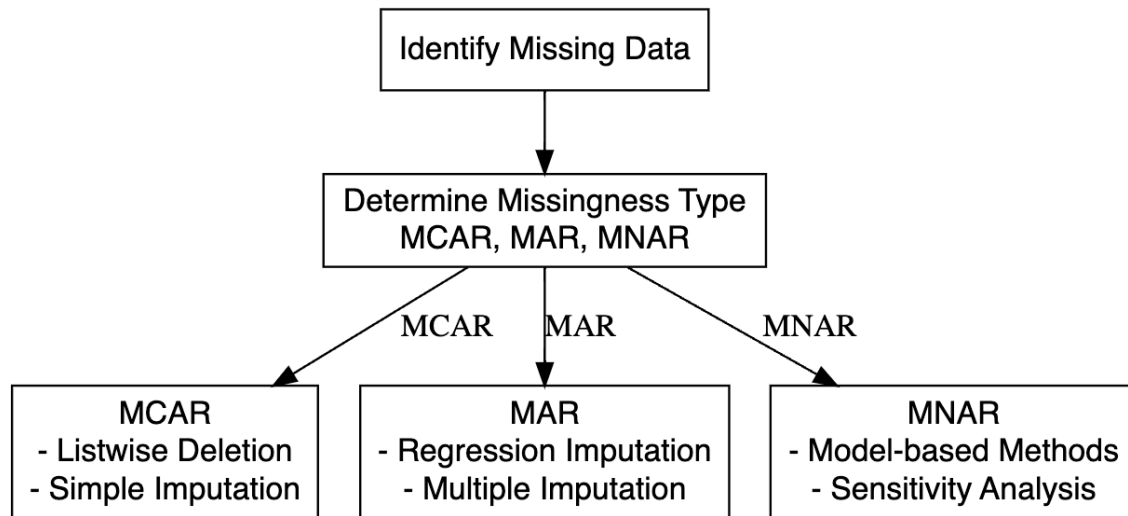 Identify Missing Data
Determine Missingness Type
MCAR, MAR, MNAR
MCAR
MAR
MNAR
MCAR
- Listwise Deletion
- Simple Imputation
MAR
- Regression Imputation
- Multiple Imputation
MNAR
- Model-based Methods
- Sensitivity Analysis